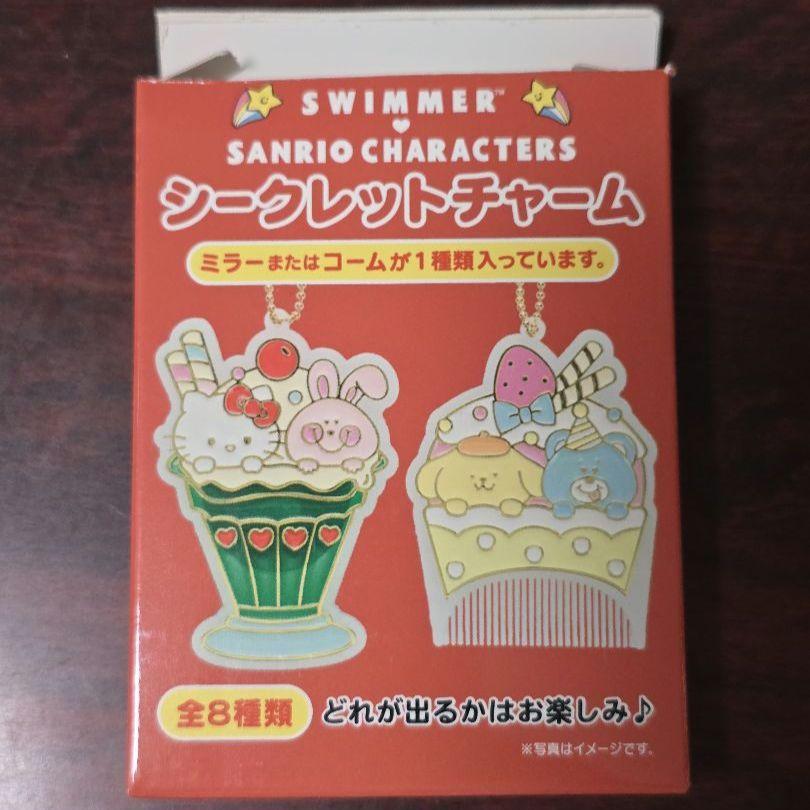 SWIMMER™
SANRIO CHARACTERS
シークレットチャーム
ミラーまたはコームが1種類入っています。
全8種類 どれが出るかはお楽しみ♪
※写真はイメージです。